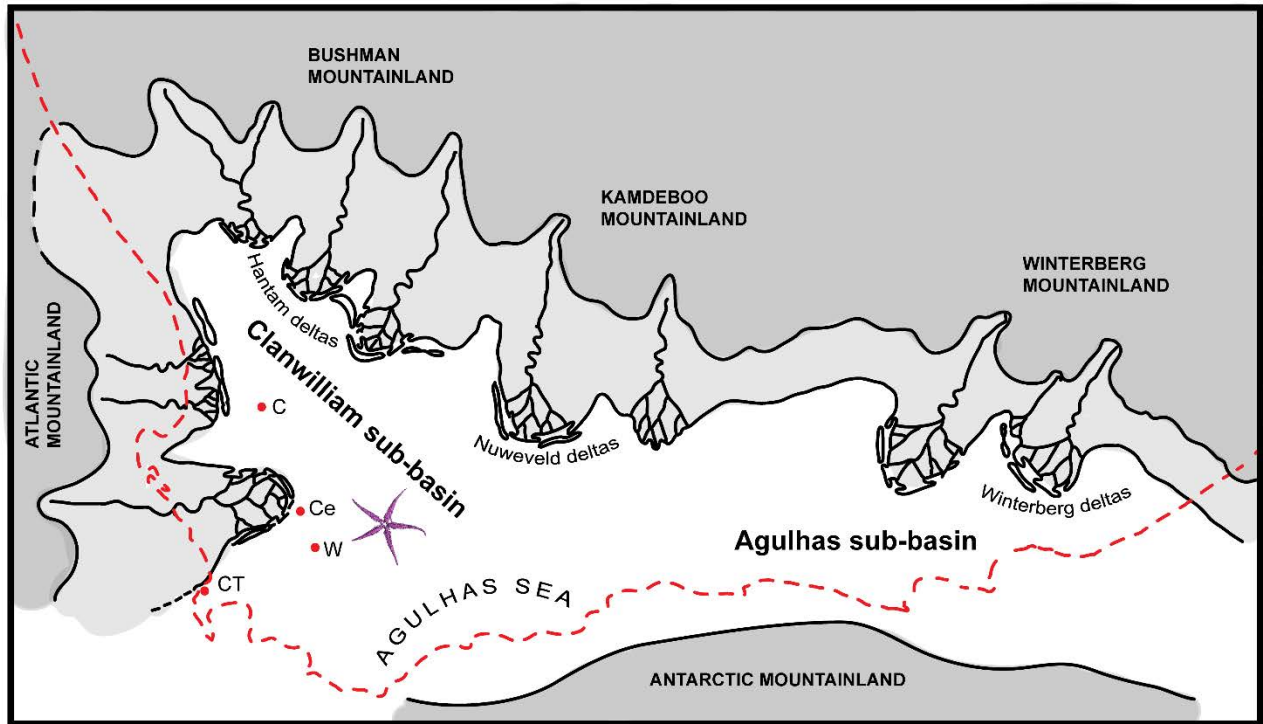 BUSHMAN
MOUNTAINLAND
KAMDEBOO
MOUNTAINLAND
WINTERBERG
MOUNTAINLAND
ATLANTIC
MOUNTAINLAND
Hantam deltas
Clanwilliam sub-basin
C
Nuweveld deltas
Winterberg deltas
Ce
W
CT
Agulhas sub-basin
AGULHAS SEA
ANTARCTIC MOUNTAINLAND